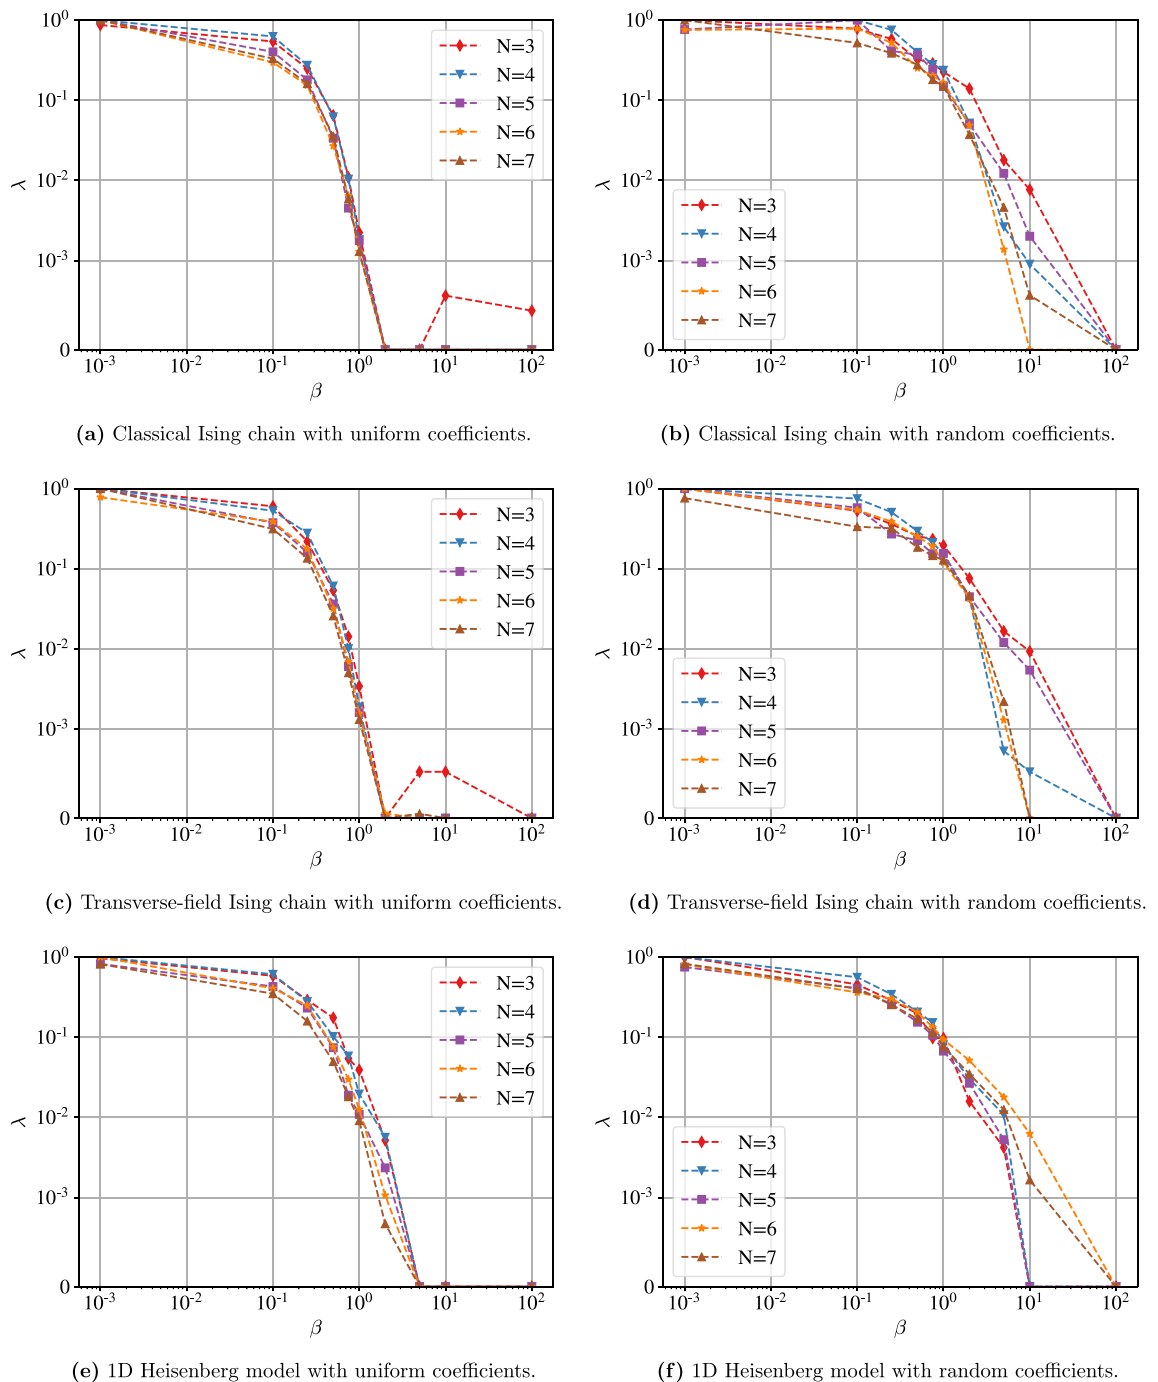 10^0
10^-1
10^-2
10^-3
0
λ
N=3
N=4
N=5
N=6
N=7
10^-3 10^-2 10^-1 10^0 10^1 10^2
β
(a) Classical Ising chain with uniform coefficients.
10^0
10^-1
10^-2
10^-3
0
λ
N=3
N=4
N=5
N=6
N=7
10^-3 10^-2 10^-1 10^0 10^1 10^2
β
(b) Classical Ising chain with random coefficients.
10^0
10^-1
10^-2
10^-3
0
λ
N=3
N=4
N=5
N=6
N=7
10^-3 10^-2 10^-1 10^0 10^1 10^2
β
(c) Transverse-field Ising chain with uniform coefficients.
10^0
10^-1
10^-2
10^-3
0
λ
N=3
N=4
N=5
N=6
N=7
10^-3 10^-2 10^-1 10^0 10^1 10^2
β
(d) Transverse-field Ising chain with random coefficients.
10^0
10^-1
10^-2
10^-3
0
λ
N=3
N=4
N=5
N=6
N=7
10^-3 10^-2 10^-1 10^0 10^1 10^2
β
(e) 1D Heisenberg model with uniform coefficients.
10^0
10^-1
10^-2
10^-3
0
λ
N=3
N=4
N=5
N=6
N=7
10^-3 10^-2 10^-1 10^0 10^1 10^2
β
(f) 1D Heisenberg model with random coefficients.